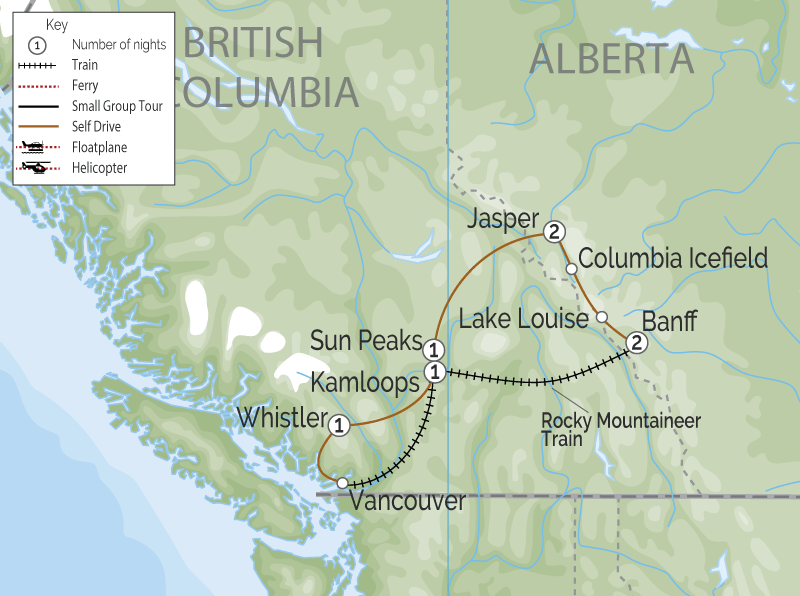 Key
1 Number of nights
Train
Ferry
Small Group Tour
Self Drive
Floatplane
Helicopter
BRITISH
COLUMBIA
ALBERTA
Jasper 2
Columbia Icefield
Lake Louise
Banff
2
Sun Peaks 1
Kamloops 1
Whistler 1
Rocky Mountaineer
Train
Vancouver